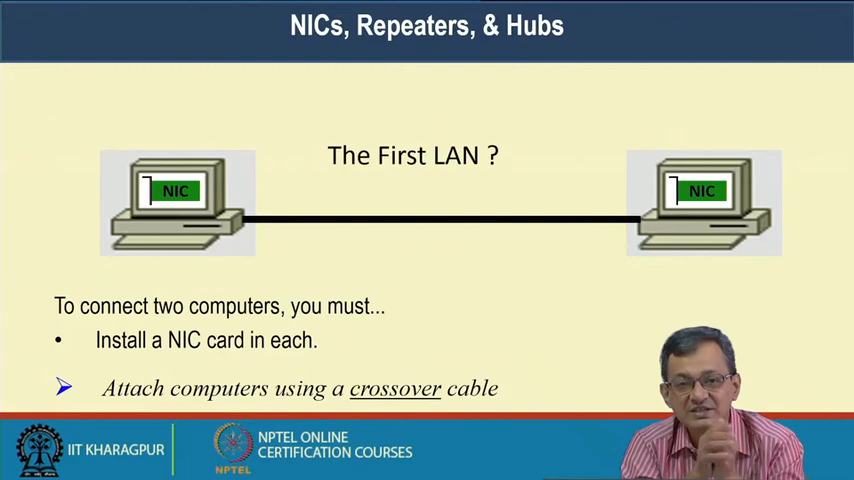 NICs, Repeaters, & Hubs
The First LAN ?
NIC
NIC
To connect two computers, you must...
• Install a NIC card in each.
➢ Attach computers using a crossover cable
IIT KHARAGPUR
NPTEL
NPTEL ONLINE
CERTIFICATION COURSES